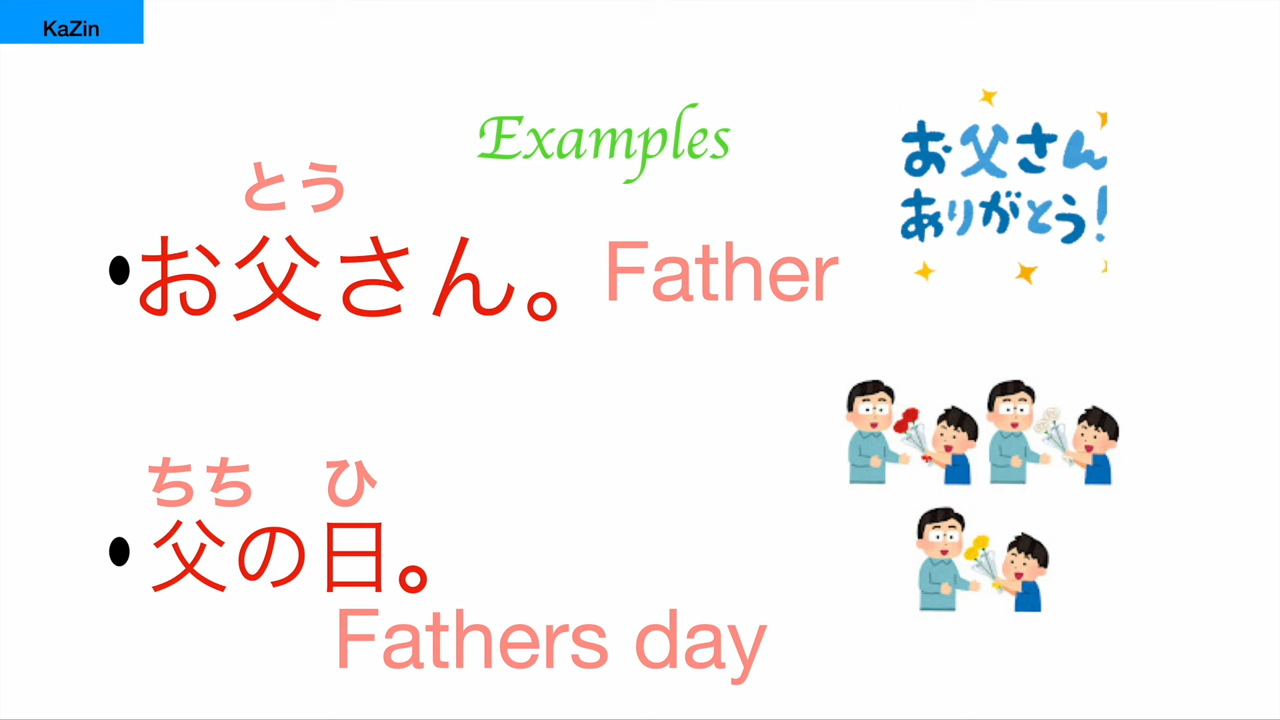 KaZin
Examples
とう
•お父さん。 Father
ちち ひ
•父の日。
Fathers day
お父さん
ありがとう!